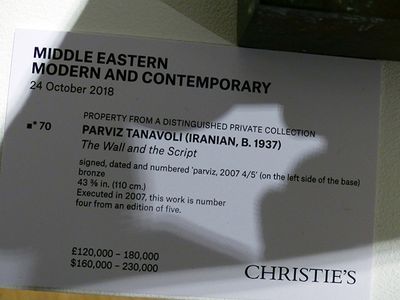 MIDDLE EASTERN
MODERN AND CONTEMPORARY
24 October 2018
PROPERTY FROM A DISTINGUISHED PRIVATE COLLECTION
■* 70 PARVIZ TANAVOLI (IRANIAN, B. 1937)
The Wall and the Script
signed, dated and numbered 'parviz, 2007 4/5' (on the left side of the base)
bronze
43 ⅜ in. (110 cm.)
Executed in 2007, this work is number
four from an edition of five.
£120,000 – 180,000
$160,000 – 230,000
CHRISTIE'S